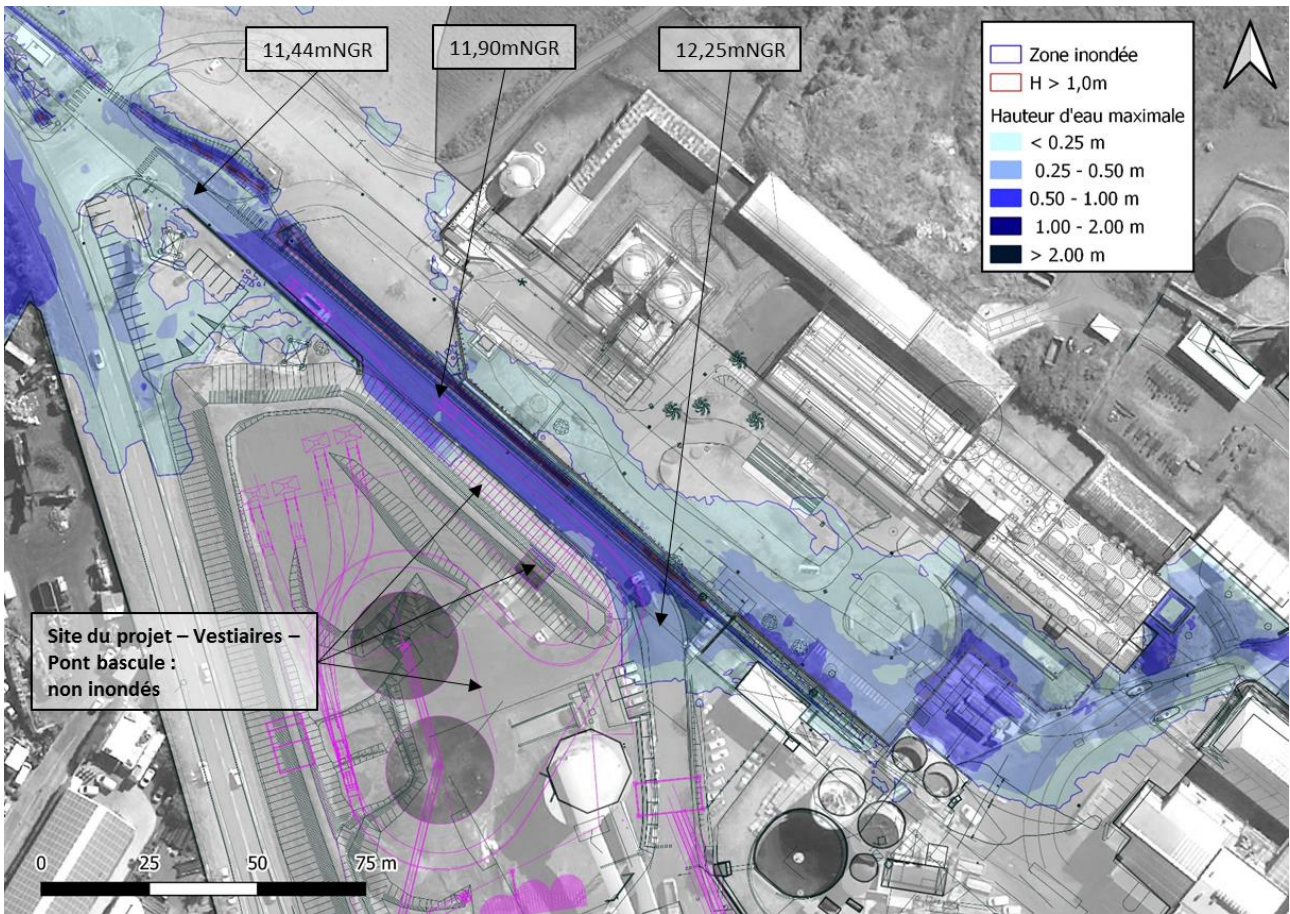 11,44mNGR
11,90mNGR
12,25mNGR
Zone inondée
H > 1,0m
Hauteur d'eau maximale
< 0.25 m
0.25 - 0.50 m
0.50 - 1.00 m
1.00 - 2.00 m
> 2.00 m
Site du projet – Vestiaires –
Pont bascule :
non inondés
0 25 50 75 m